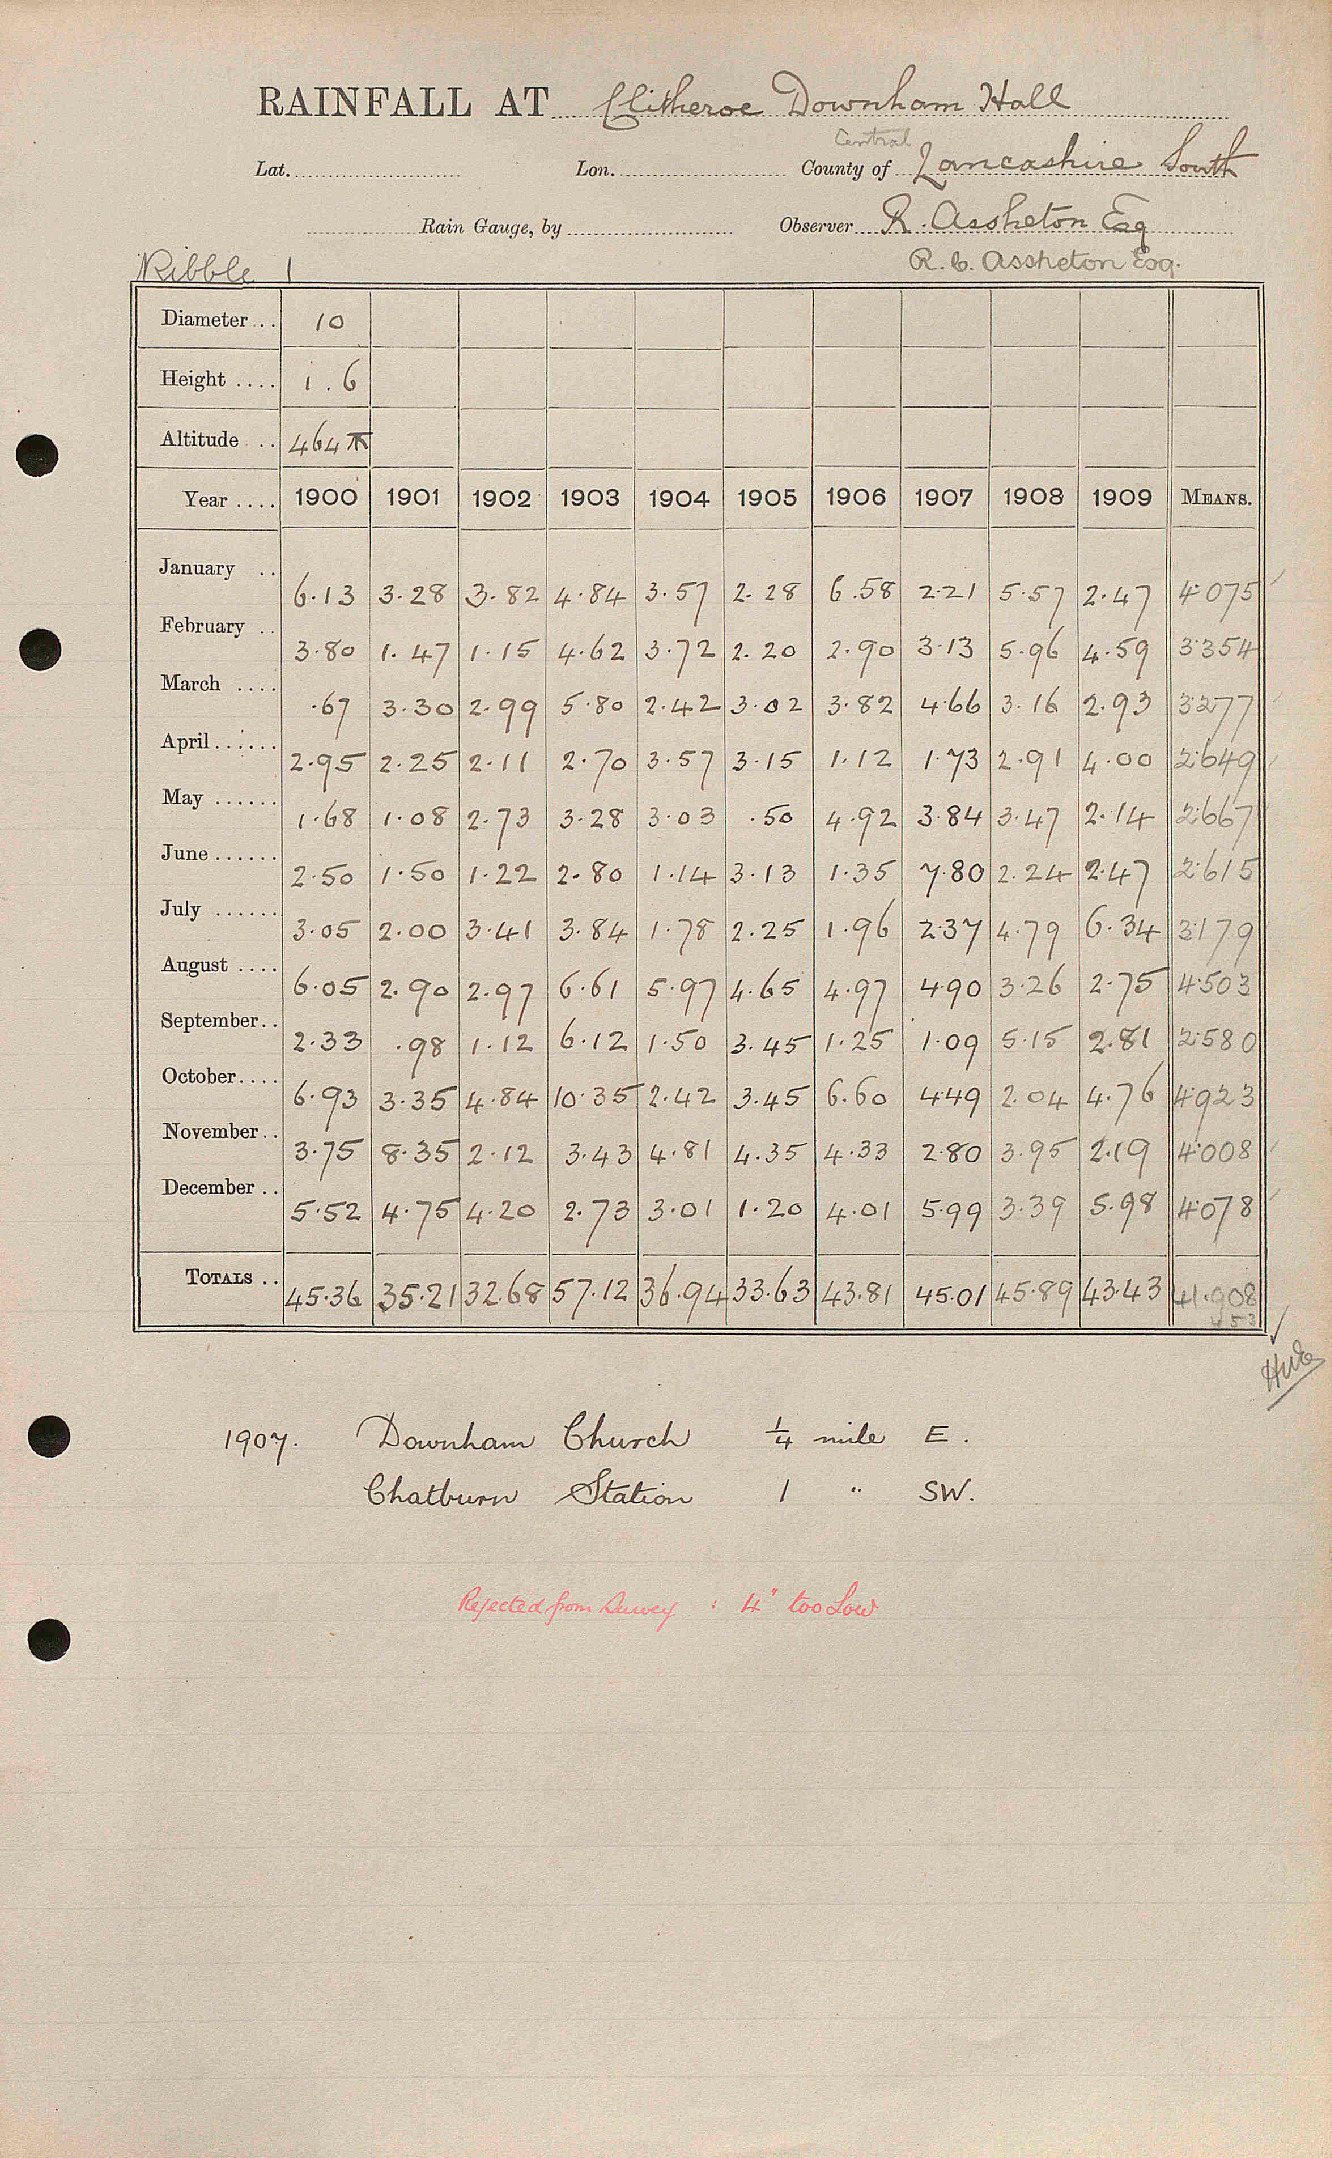 RAINFALL AT Clitheroe Downham Hall
Central
Lat. Lon. County of Lancashire South
Rain Gauge, by Observer R. Assheton Esq
Ribble 1 R. C. Assheton Esq.
Diameter... 10
Height .... 1.6
Altitude ... 464
Year .... 1900 1901 1902 1903 1904 1905 1906 1907 1908 1909 MEANS.
January .. 6.13 3.28 3.82 4.84 3.57 2.28 6.58 2.21 5.57 2.47 4.075
February .. 3.80 1.47 1.15 4.62 3.72 2.20 2.90 3.13 5.96 4.59 3.354
March .... .67 3.30 2.99 5.80 2.42 3.02 3.82 4.66 3.16 2.93 3.277
April...... 2.95 2.25 2.11 2.70 3.57 3.15 1.12 1.73 2.91 4.00 2.649
May ...... 1.68 1.08 2.73 3.28 3.03 .50 4.92 3.84 3.47 2.14 2.667
June...... 2.50 1.50 1.22 2.80 1.14 3.13 1.35 7.80 2.24 2.47 2.615
July ...... 3.05 2.00 3.41 3.84 1.78 2.25 1.96 2.37 4.79 6.34 3.179
August .... 6.05 2.90 2.97 6.61 5.97 4.65 4.97 4.90 3.26 2.75 4.503
September.. 2.33 .98 1.12 6.12 1.50 3.45 1.25 1.09 5.15 2.81 2.580
October.... 6.93 3.35 4.84 10.35 2.42 3.45 6.60 4.49 2.04 4.76 4.923
November.. 3.75 8.35 2.12 3.43 4.81 4.35 4.33 2.80 3.95 2.19 4.008
December .. 5.52 4.75 4.20 2.73 3.01 1.20 4.01 5.99 3.39 5.98 4.078
TOTALS .. 45.36 35.21 32.68 57.12 36.94 33.63 43.81 45.01 45.89 43.43 41.908
1907. Downham Church 1/4 mile E.
Chatburn Station 1 " SW.
Rejected from Survey : 4" too Low